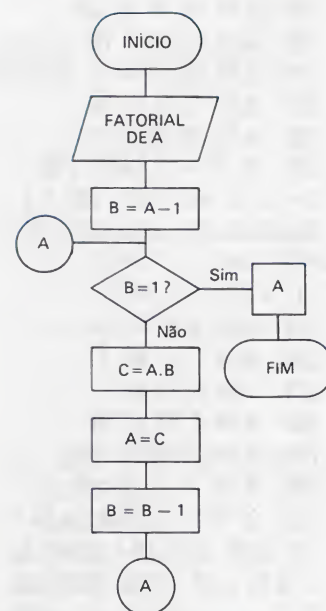 INÍCIO
FATORIAL
DE A
B = A-1
A
B=1?
Sim
A
Não
FIM
C=A.B
A=C
B = B - 1
A